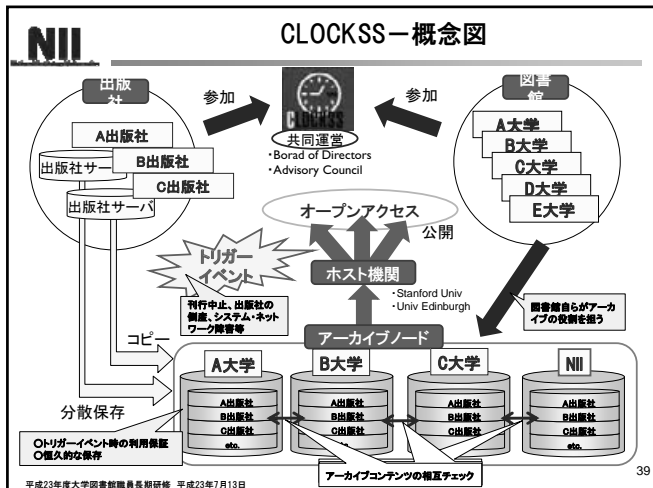 NII
CLOCKSS－概念図
出版社
参加
CLOCKSS
共同運営
・Borad of Directors
・Advisory Council
参加
図書館
A出版社
B出版社
C出版社
出版社サー
出版社サーバ
A大学
B大学
C大学
D大学
E大学
オープンアクセス
公開
トリガー
イベント
刊行中止、出版社の
倒産、システム・ネット
ワーク障害等
ホスト機関
・Stanford Univ
・Univ Edinburgh
図書館自らがアーカ
イブの役割を担う
コピー
アーカイブノード
A大学
B大学
C大学
NII
分散保存
A出版社
B出版社
C出版社
etc.
A出版社
B出版社
C出版社
etc.
A出版社
B出版社
C出版社
etc.
A出版社
B出版社
C出版社
etc.
○トリガーイベント時の利用保証
○恒久的な保存
アーカイブコンテンツの相互チェック
平成23年度大学図書館職員長期研修　平成23年7月13日
39